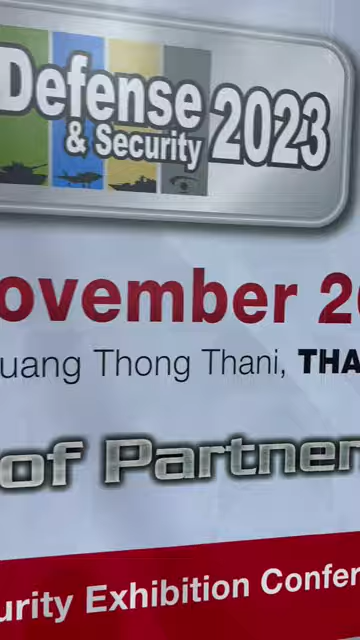 Defense 2023
& Security
ovember 20
uang Thong Thani, THA
of Partner
urity Exhibition Confer